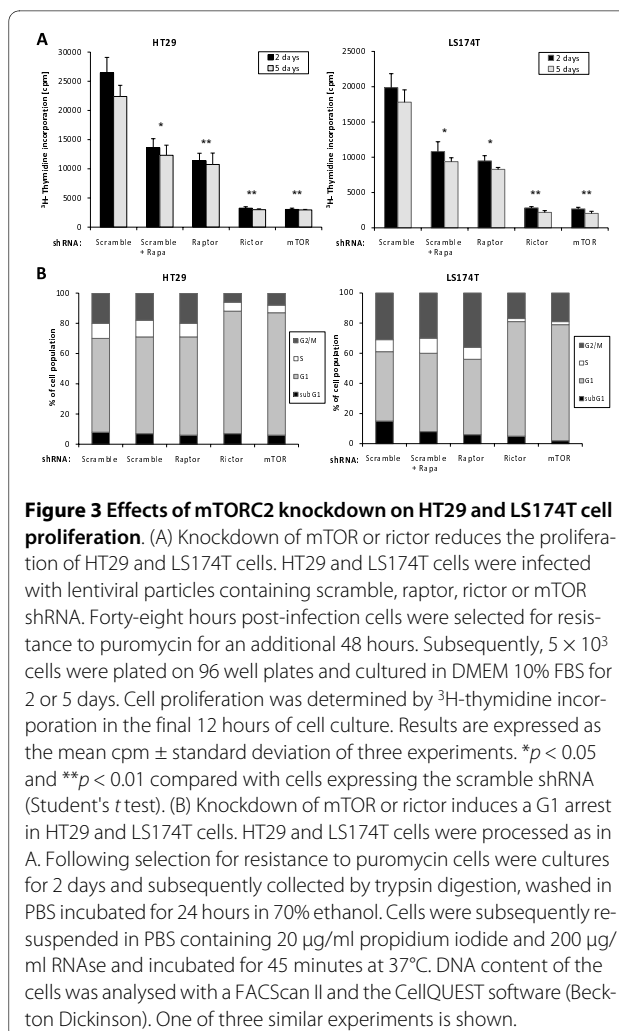 A
HT29
LS174T
30000
25000
20000
15000
10000
5000
0
³H- Thymidine incorporation [cpm]
2 days
5 days
*
**
**
**
shRNA: Scramble Scramble + Rapa Raptor Rictor mTOR
25000
20000
15000
10000
5000
0
³H- Thymidine incorporation [cpm]
2 days
5 days
*
*
**
**
shRNA: Scramble Scramble + Rapa Raptor Rictor mTOR
B
HT29
LS174T
100
80
60
40
20
0
% of cell population
G2/M
S
G1
subG1
shRNA: Scramble Scramble Raptor Rictor mTOR
100
80
60
40
20
0
% of cell population
G2/M
S
G1
subG1
shRNA: Scramble Scramble + Rapa Raptor Rictor mTOR
Figure 3 Effects of mTORC2 knockdown on HT29 and LS174T cell
proliferation. (A) Knockdown of mTOR or rictor reduces the prolifera-
tion of HT29 and LS174T cells. HT29 and LS174T cells were infected
with lentiviral particles containing scramble, raptor, rictor or mTOR
shRNA. Forty-eight hours post-infection cells were selected for resis-
tance to puromycin for an additional 48 hours. Subsequently, 5 × 10³
cells were plated on 96 well plates and cultured in DMEM 10% FBS for
2 or 5 days. Cell proliferation was determined by ³H-thymidine incor-
poration in the final 12 hours of cell culture. Results are expressed as
the mean cpm ± standard deviation of three experiments. *p < 0.05
and **p < 0.01 compared with cells expressing the scramble shRNA
(Student's t test). (B) Knockdown of mTOR or rictor induces a G1 arrest
in HT29 and LS174T cells. HT29 and LS174T cells were processed as in
A. Following selection for resistance to puromycin cells were cultures
for 2 days and subsequently collected by trypsin digestion, washed in
PBS incubated for 24 hours in 70% ethanol. Cells were subsequently re-
suspended in PBS containing 20 μg/ml propidium iodide and 200 μg/
ml RNAse and incubated for 45 minutes at 37°C. DNA content of the
cells was analysed with a FACScan II and the CellQUEST software (Beck-
ton Dickinson). One of three similar experiments is shown.